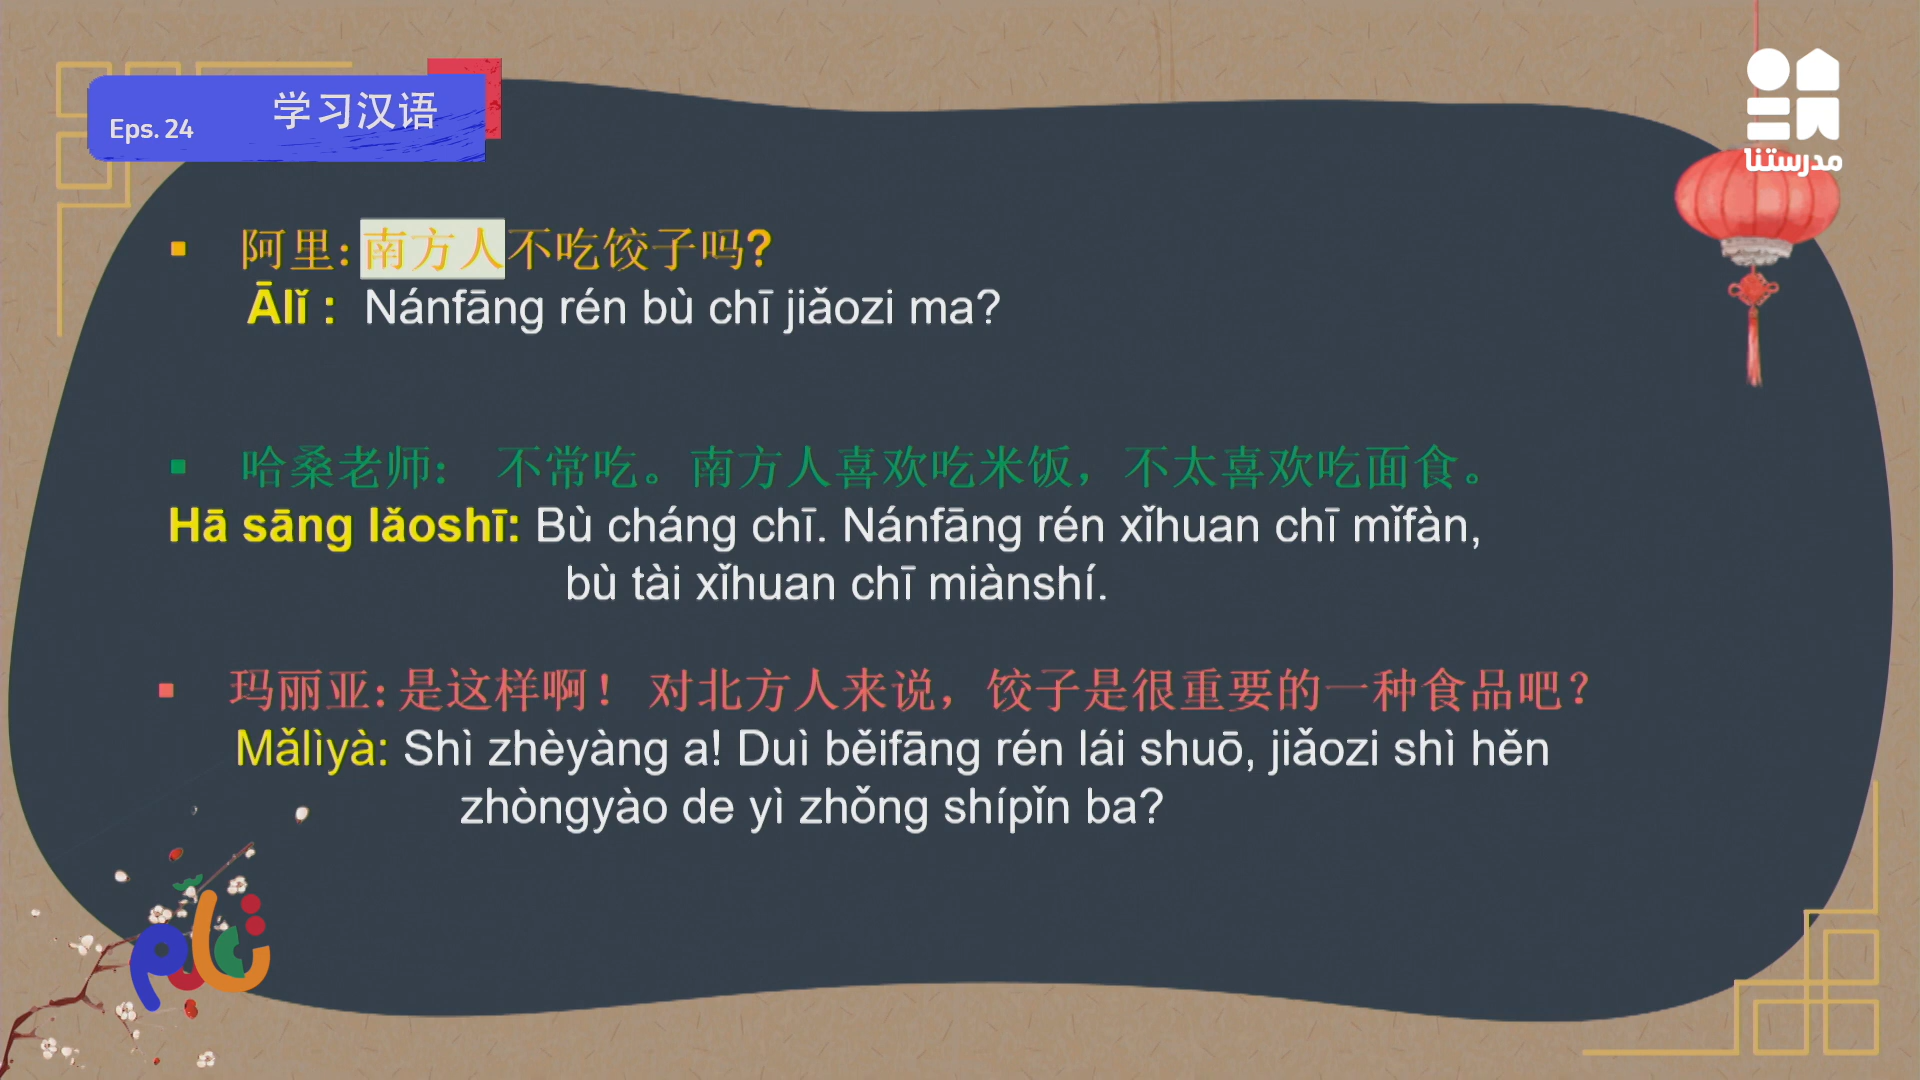 Eps. 24
学习汉语
مدرستنا
▪ 阿里: 南方人不吃饺子吗?
Ālǐ : Nánfāng rén bù chī jiǎozi ma?
▪ 哈桑老师: 不常吃。南方人喜欢吃米饭，不太喜欢吃面食。
Hā sāng lǎoshī: Bù cháng chī. Nánfāng rén xǐhuan chī mǐfàn,
bù tài xǐhuan chī miànshí.
▪ 玛丽亚: 是这样啊！ 对北方人来说，饺子是很重要的一种食品吧？
Mǎlìyà: Shì zhèyàng a! Duì běifāng rén lái shuō, jiǎozi shì hěn
zhòngyào de yì zhǒng shípǐn ba?